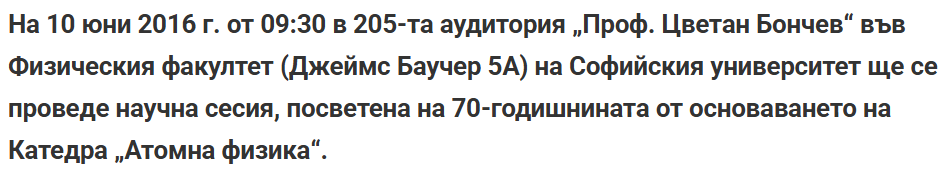 На 10 юни 2016 г. от 09:30 в 205-та аудитория „Проф. Цветан Бончев“ във
Физическия факултет (Джеймс Баучер 5А) на Софийския университет ще се
проведе научна сесия, посветена на 70-годишнината от основаването на
Катедра „Атомна физика“.